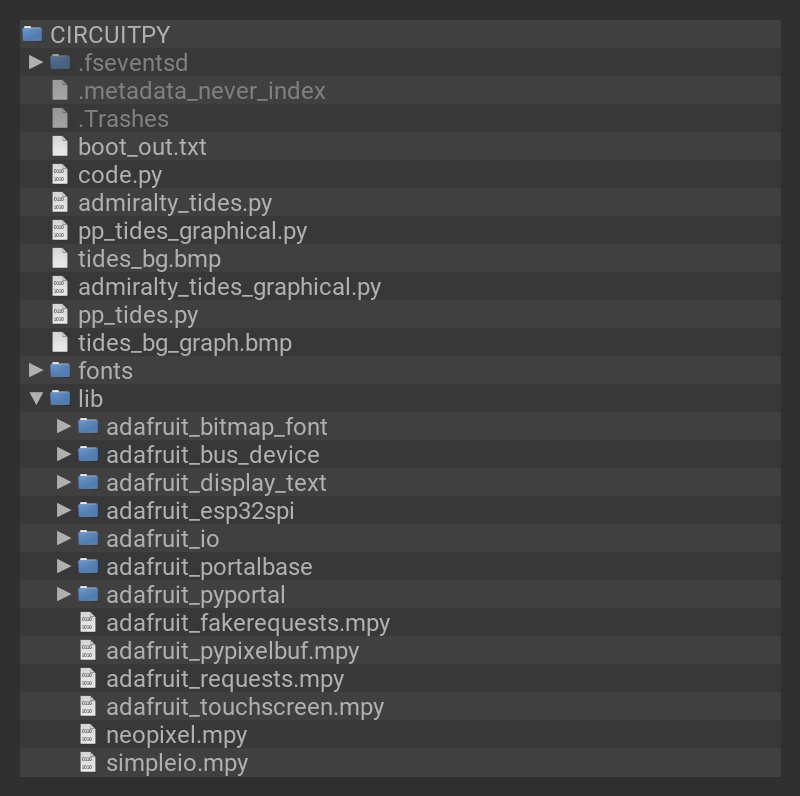 CIRCUITPY
.fseventsd
.metadata_never_index
.Trashes
boot_out.txt
code.py
admiralty_tides.py
pp_tides_graphical.py
tides_bg.bmp
admiralty_tides_graphical.py
pp_tides.py
tides_bg_graph.bmp
fonts
lib
adafruit_bitmap_font
adafruit_bus_device
adafruit_display_text
adafruit_esp32spi
adafruit_io
adafruit_portalbase
adafruit_pyportal
adafruit_fakerequests.mpy
adafruit_pypixelbuf.mpy
adafruit_requests.mpy
adafruit_touchscreen.mpy
neopixel.mpy
simpleio.mpy